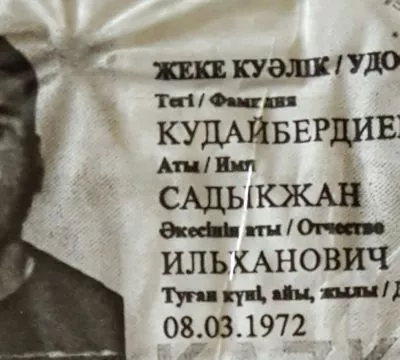 ЖЕКЕ КУӘЛІК / УДО
Тегі / Фамилия
КУДАЙБЕРДИЕ
Аты / Имя
САДЫКЖАН
Әкесінің аты / Отчество
ИЛЬХАНОВИЧ
Туған күні, айы, жылы / Д
08.03.1972